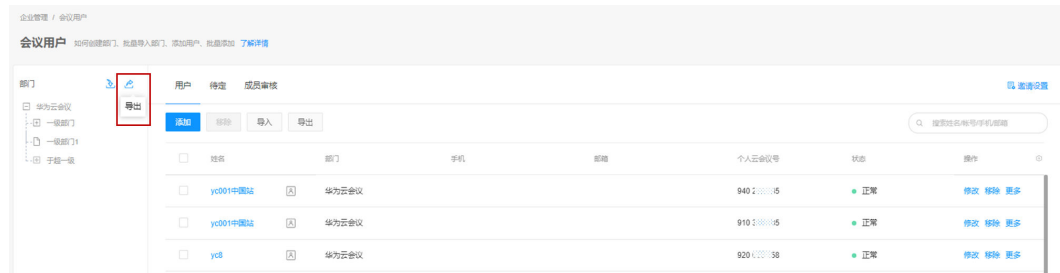 企业管理 / 会议用户
会议用户 如何创建部门、批量导入部门、添加用户、批量添加 了解详情
部门
导出
华为云会议
一级部门
一级部门1
于超一级
用户 待定 成员审核 邀请设置
添加 移除 导入 导出 搜索姓名/帐号/手机/邮箱
姓名 部门 手机 邮箱 个人云会议号 状态 操作
yc001中国站 华为云会议 940 正常 修改 移除 更多
yc001中国站 华为云会议 910 正常 修改 移除 更多
yc8 华为云会议 920 正常 修改 移除 更多